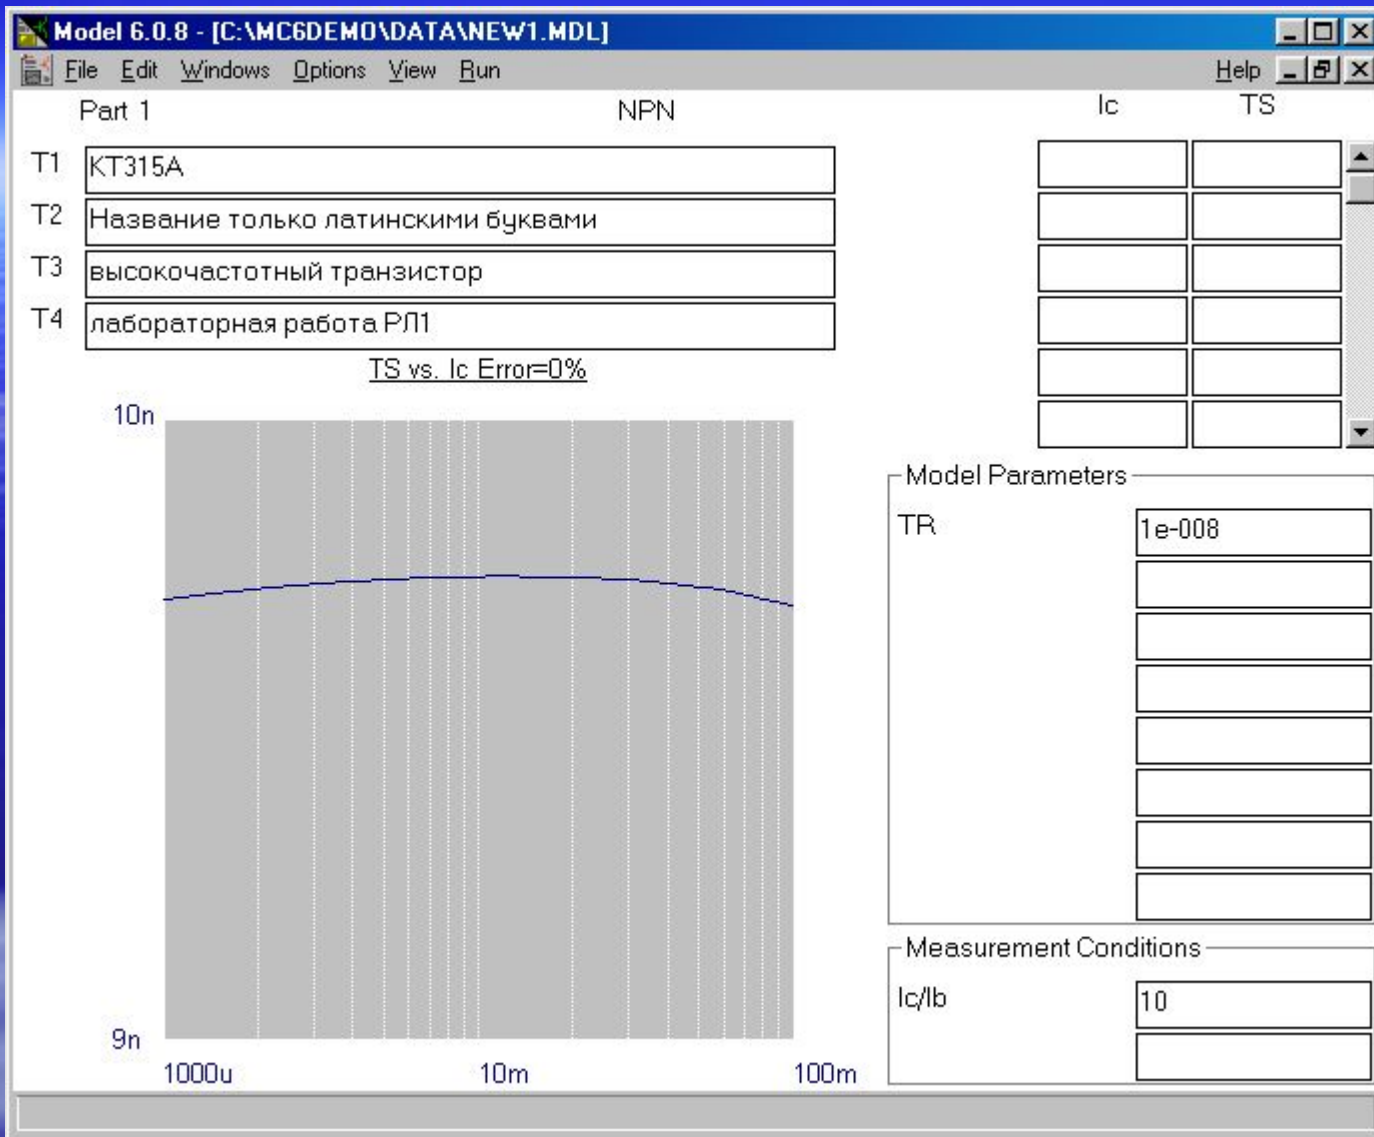 Model 6.0.8 - [C:\MC6DEMO\DATA\NEW1.MDL]
File Edit Windows Options View Run Help
Part 1 NPN Ic TS
T1 KT315A
T2 Название только латинскими буквами
T3 высокочастотный транзистор
T4 лабораторная работа РЛ1
TS vs. Ic Error=0%
10n
9n
1000u 10m 100m
Model Parameters
TR 1e-008
Measurement Conditions
Ic/Ib 10